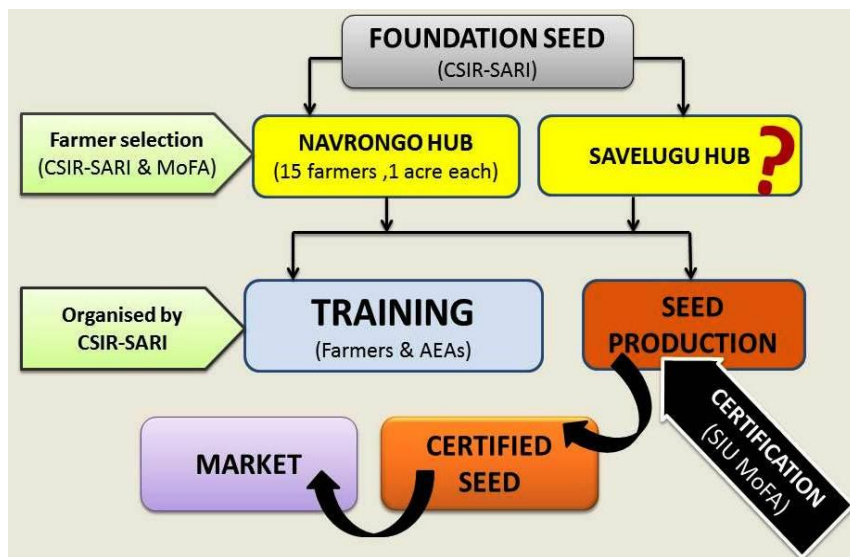 FOUNDATION SEED
(CSIR-SARI)
Farmer selection
(CSIR-SARI & MoFA)
NAVRONGO HUB
(15 farmers ,1 acre each)
SAVELUGU HUB ?
Organised by
CSIR-SARI
TRAINING
(Farmers & AEAs)
SEED
PRODUCTION
CERTIFICATION
(SIU MoFA)
MARKET
CERTIFIED
SEED